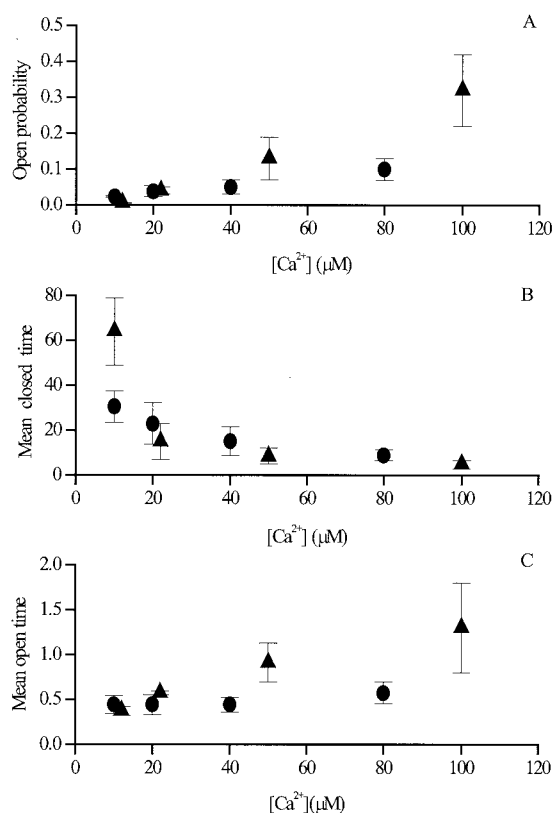 A
Open probability
0.5
0.4
0.3
0.2
0.1
0.0
0 20 40 60 80 100 120
[Ca²⁺] (μM)
B
Mean closed time
80
60
40
20
0
0 20 40 60 80 100 120
[Ca²⁺] (μM)
C
Mean open time
2.0
1.5
1.0
0.5
0.0
0 20 40 60 80 100 120
[Ca²⁺] (μM)